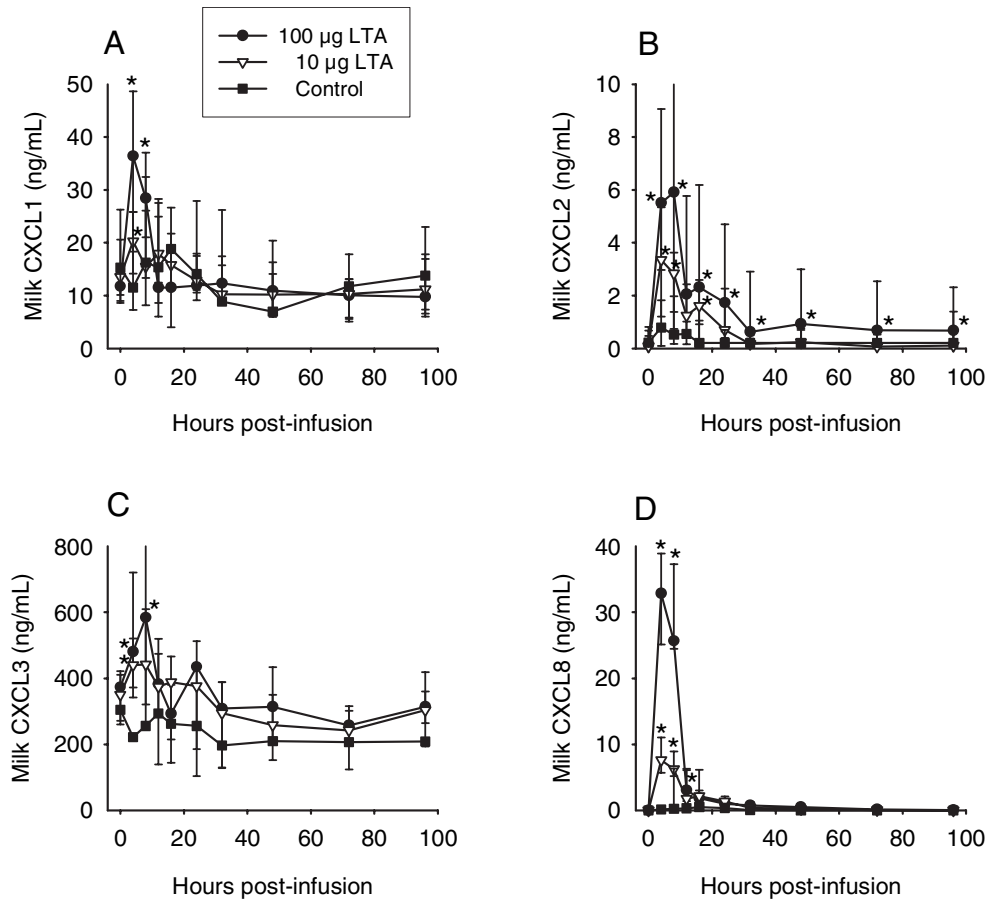 A
100 µg LTA
10 µg LTA
Control
B
Milk CXCL1 (ng/mL)
50
40
30
20
10
0
*
*
*
0 20 40 60 80 100
Hours post-infusion
Milk CXCL2 (ng/mL)
10
8
6
4
2
0
* *
* *
* * * * * * *
0 20 40 60 80 100
Hours post-infusion
C
Milk CXCL3 (ng/mL)
800
600
400
200
0
*
*
*
0 20 40 60 80 100
Hours post-infusion
D
Milk CXCL8 (ng/mL)
40
30
20
10
0
* *
* *
*
0 20 40 60 80 100
Hours post-infusion